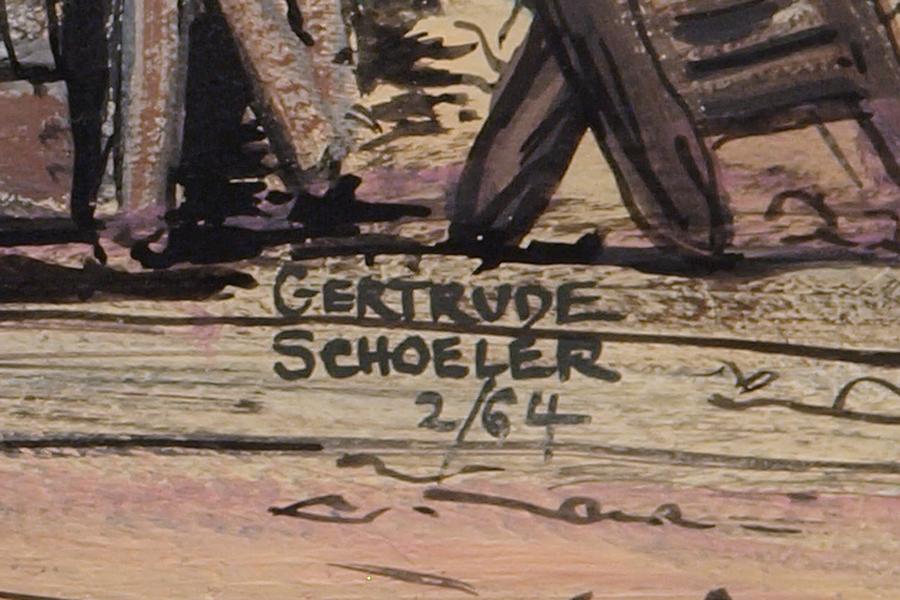 GERTRUDE
SCHOELER
2/64